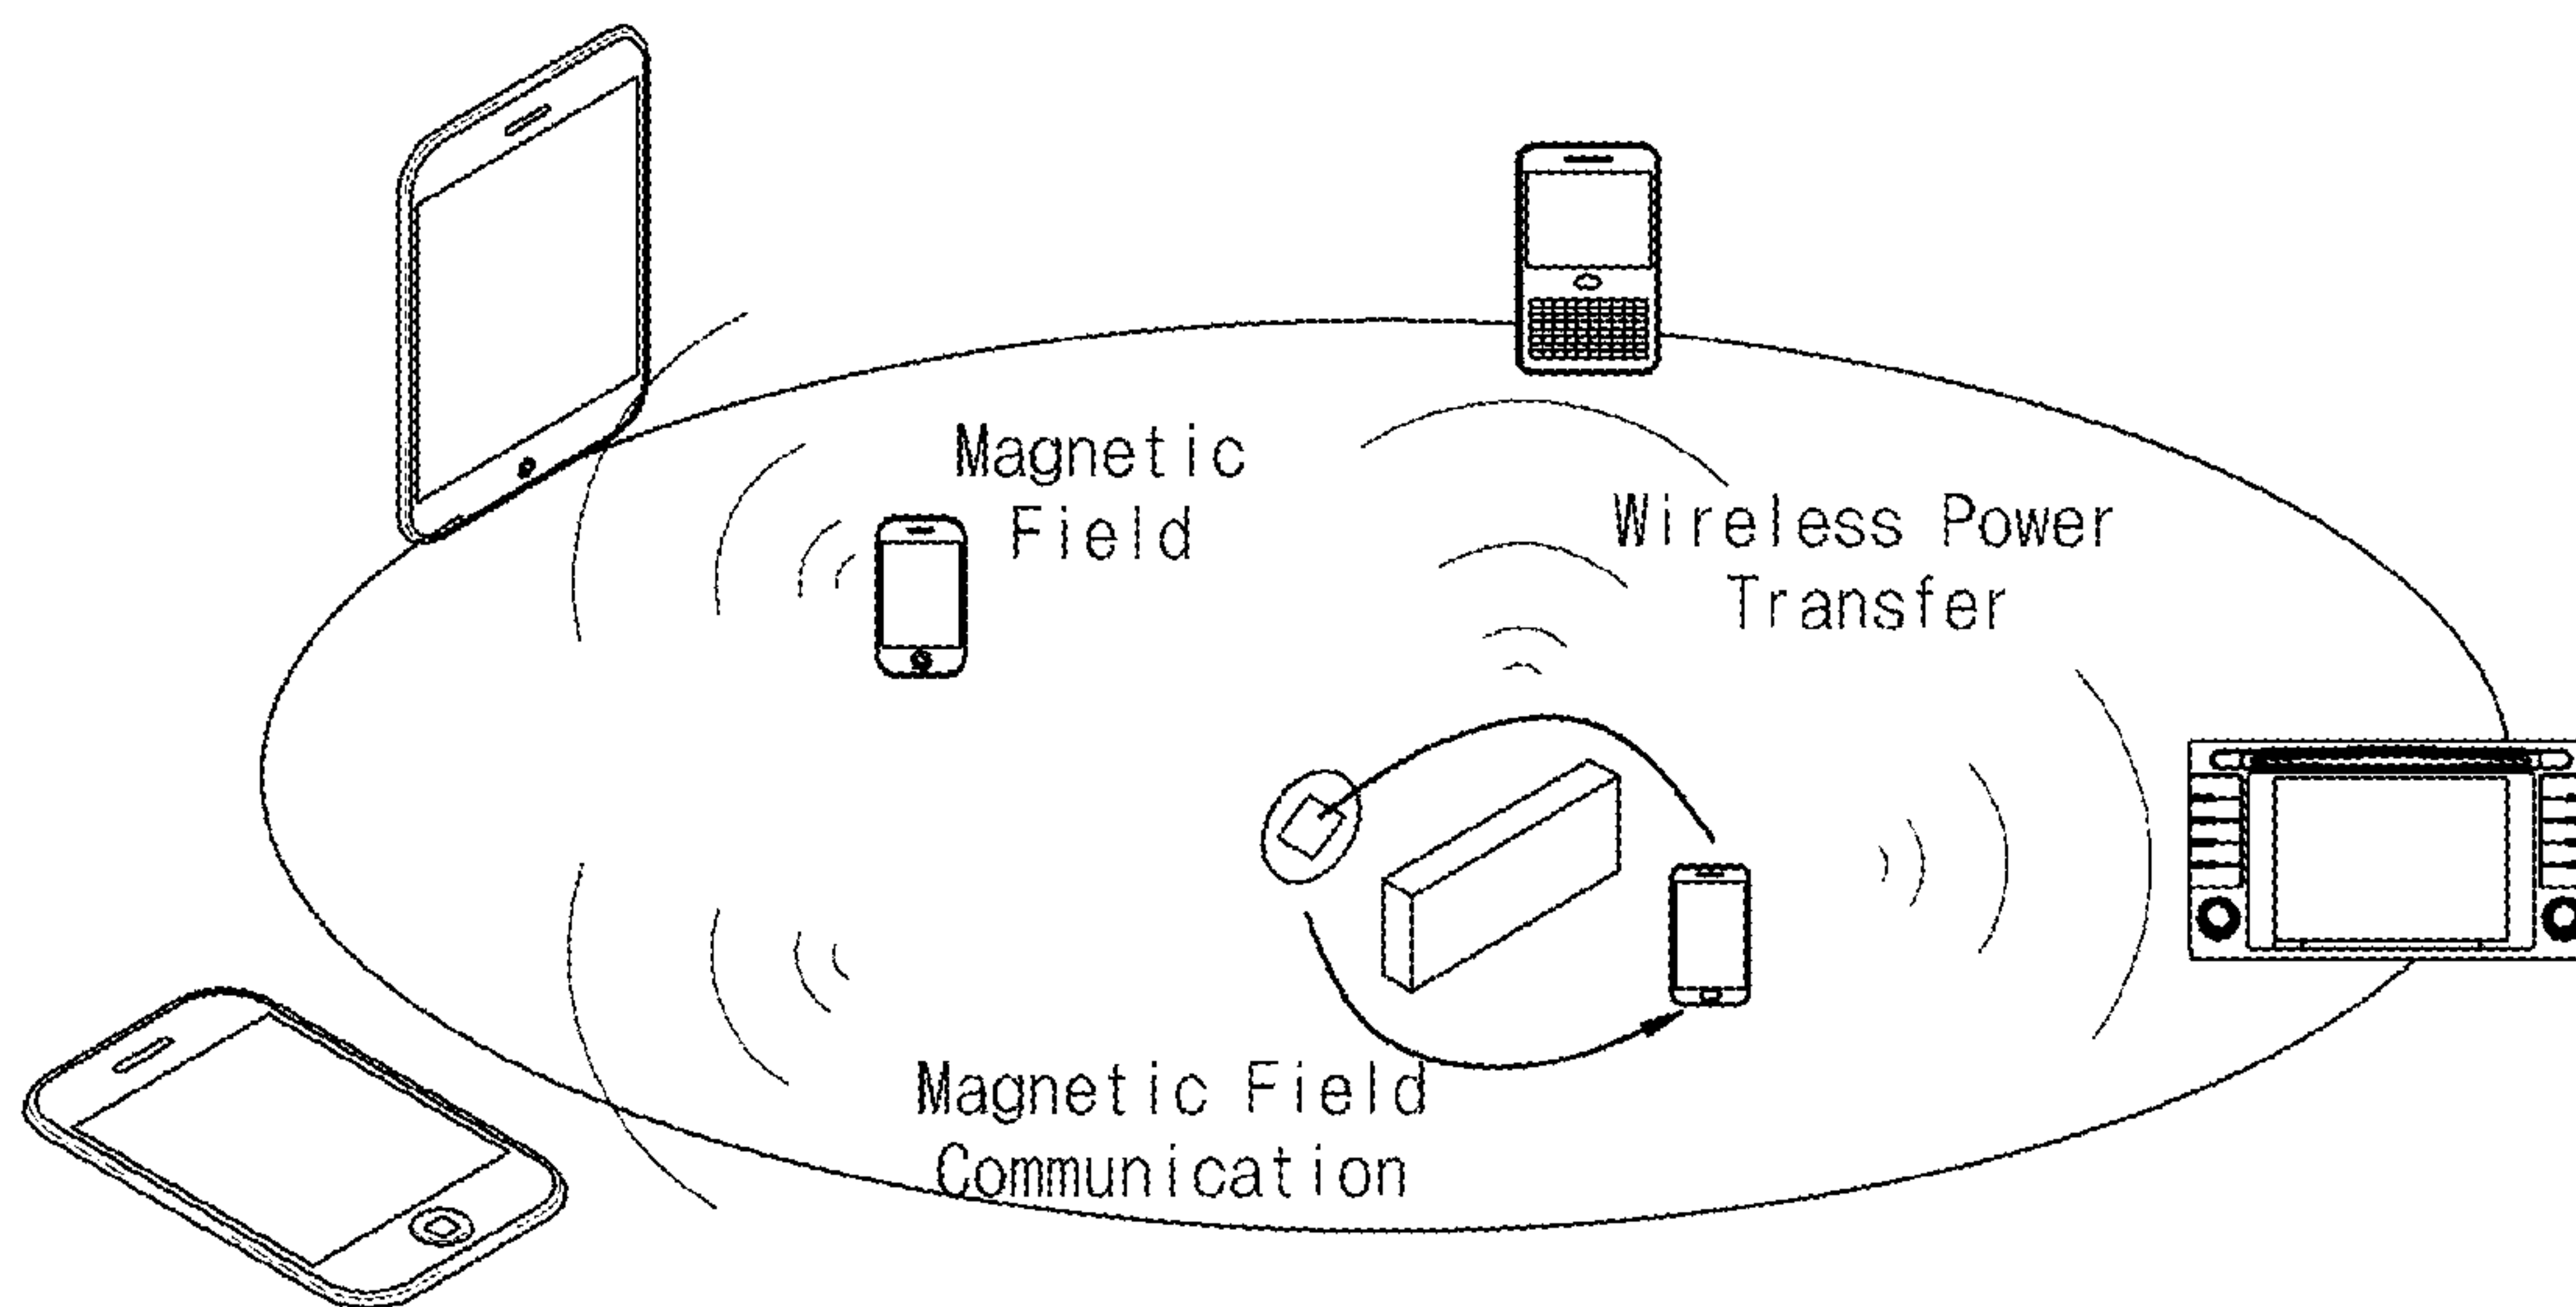 Magnetic
Field
Wireless Power
Transfer
Magnetic Field
Communication